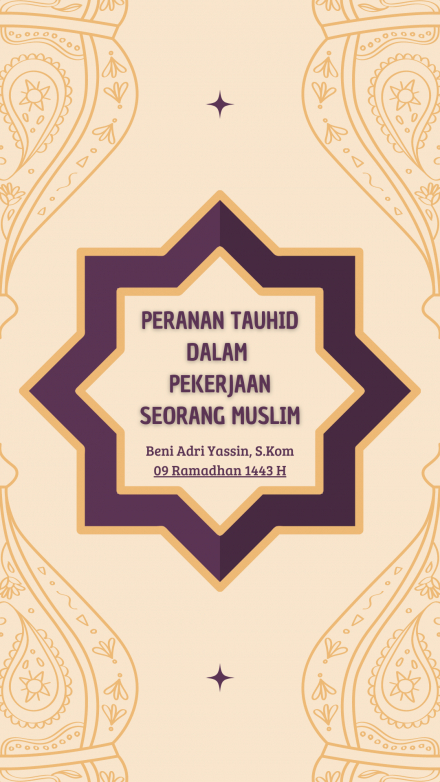 PERANAN TAUHID
DALAM
PEKERJAAN
SEORANG MUSLIM
Beni Adri Yassin, S.Kom
09 Ramadhan 1443 H